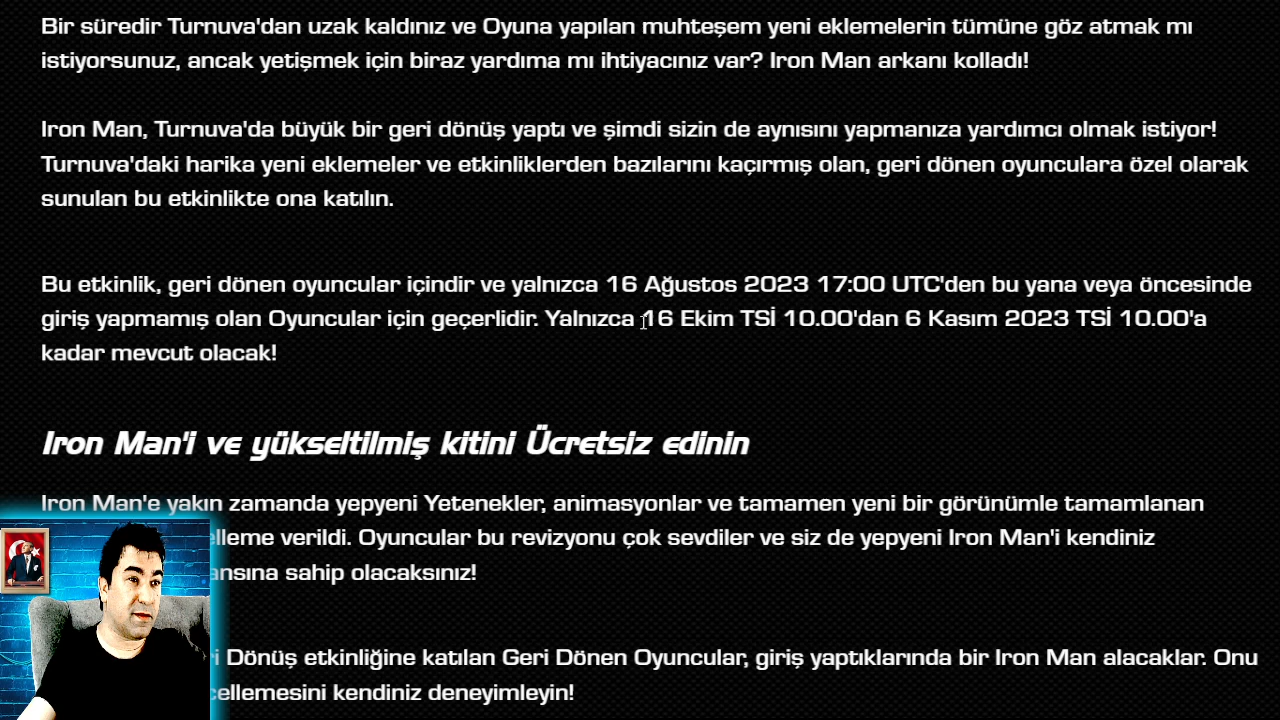 Bir süredir Turnuva'dan uzak kaldınız ve Oyuna yapılan muhteşem yeni eklemelerin tümüne göz atmak mı
istiyorsunuz, ancak yetişmek için biraz yardıma mı ihtiyacınız var? Iron Man arkanı kolladı!
Iron Man, Turnuva'da büyük bir geri dönüş yaptı ve şimdi sizin de aynısını yapmanıza yardımcı olmak istiyor!
Turnuva'daki harika yeni eklemeler ve etkinliklerden bazılarını kaçırmış olan, geri dönen oyunculara özel olarak
sunulan bu etkinlikte ona katılın.
Bu etkinlik, geri dönen oyuncular içindir ve yalnızca 16 Ağustos 2023 17:00 UTC'den bu yana veya öncesinde
giriş yapmamış olan Oyuncular için geçerlidir. Yalnızca 16 Ekim TSİ 10.00'dan 6 Kasım 2023 TSİ 10.00'a
kadar mevcut olacak!
Iron Man'i ve yükseltilmiş kitini Ücretsiz edinin
Iron Man'e yakın zamanda yepyeni Yetenekler, animasyonlar ve tamamen yeni bir görünümle tamamlanan
elleme verildi. Oyuncular bu revizyonu çok sevdiler ve siz de yepyeni Iron Man'i kendiniz
ansına sahip olacaksınız!
i Dönüş etkinliğine katılan Geri Dönen Oyuncular, giriş yaptıklarında bir Iron Man alacaklar. Onu
cellemesini kendiniz deneyimleyin!